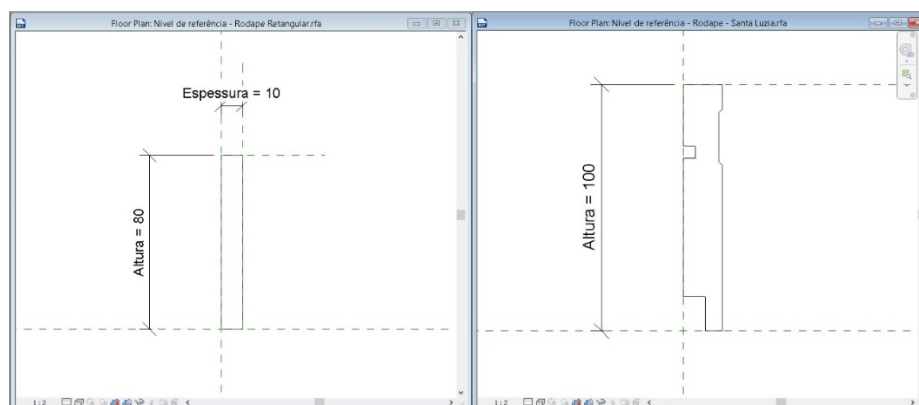 Floor Plan: Nível de referência - Rodape Retangular.rfa
Espessura = 10
Altura = 80
1:2
Floor Plan: Nível de referência - Rodape - Santa Luzia.rfa
Altura = 100
1:2